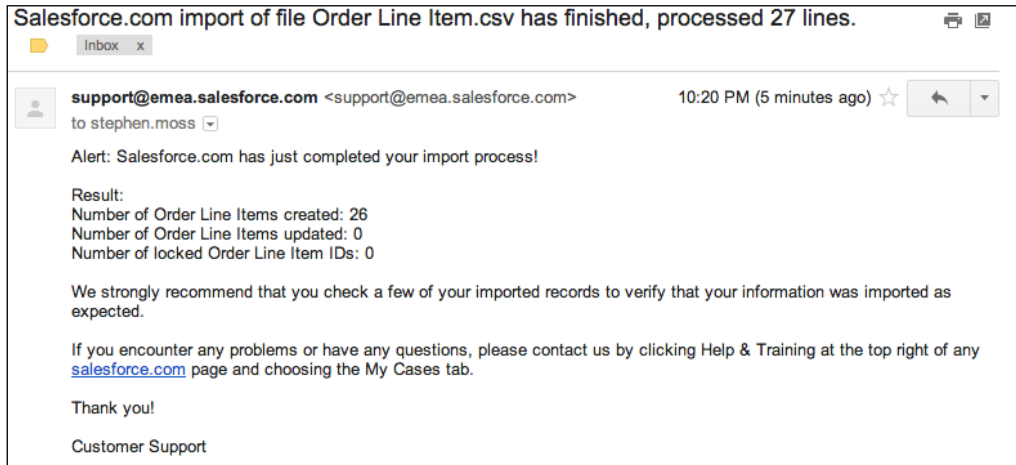 Salesforce.com import of file Order Line Item.csv has finished, processed 27 lines.
Inbox x
support@emea.salesforce.com <support@emea.salesforce.com>
10:20 PM (5 minutes ago)
to stephen.moss
Alert: Salesforce.com has just completed your import process!
Result:
Number of Order Line Items created: 26
Number of Order Line Items updated: 0
Number of locked Order Line Item IDs: 0
We strongly recommend that you check a few of your imported records to verify that your information was imported as
expected.
If you encounter any problems or have any questions, please contact us by clicking Help & Training at the top right of any
salesforce.com page and choosing the My Cases tab.
Thank you!
Customer Support